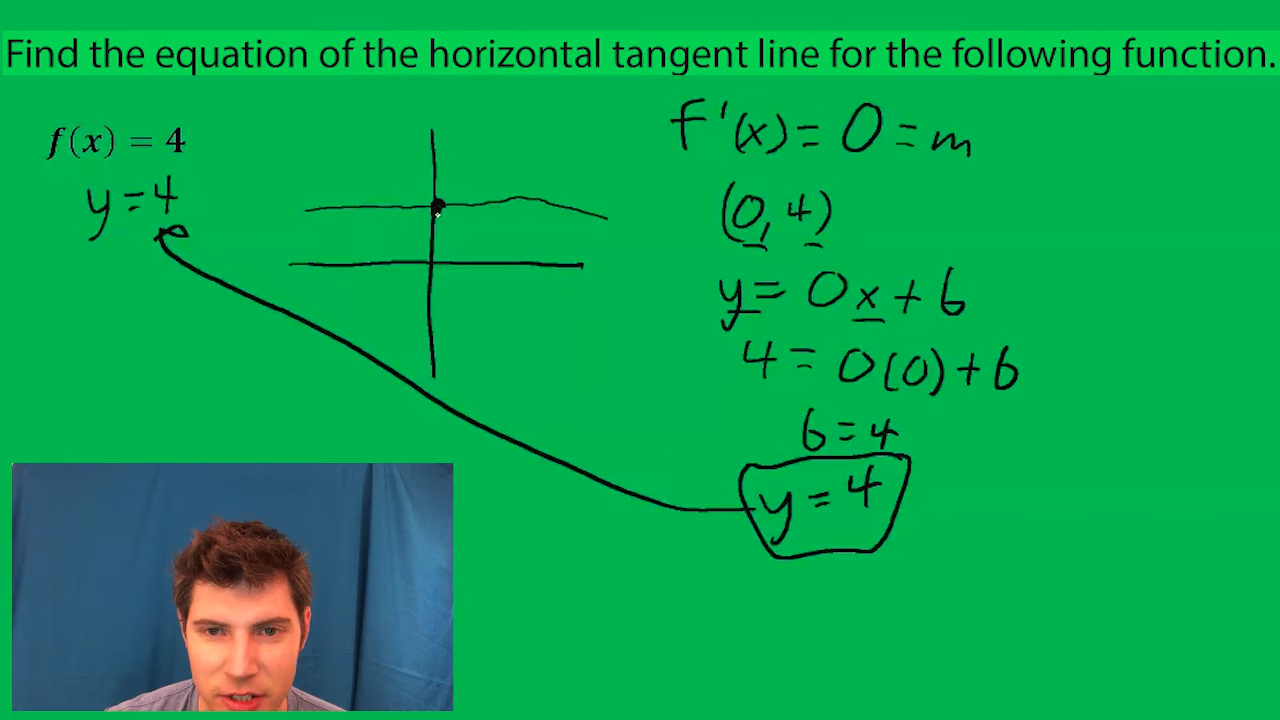 Find the equation of the horizontal tangent line for the following function.
f(x) = 4
y = 4
f'(x) = 0 = m
(0, 4)
y = 0x + b
4 = 0(0) + b
b = 4
y = 4